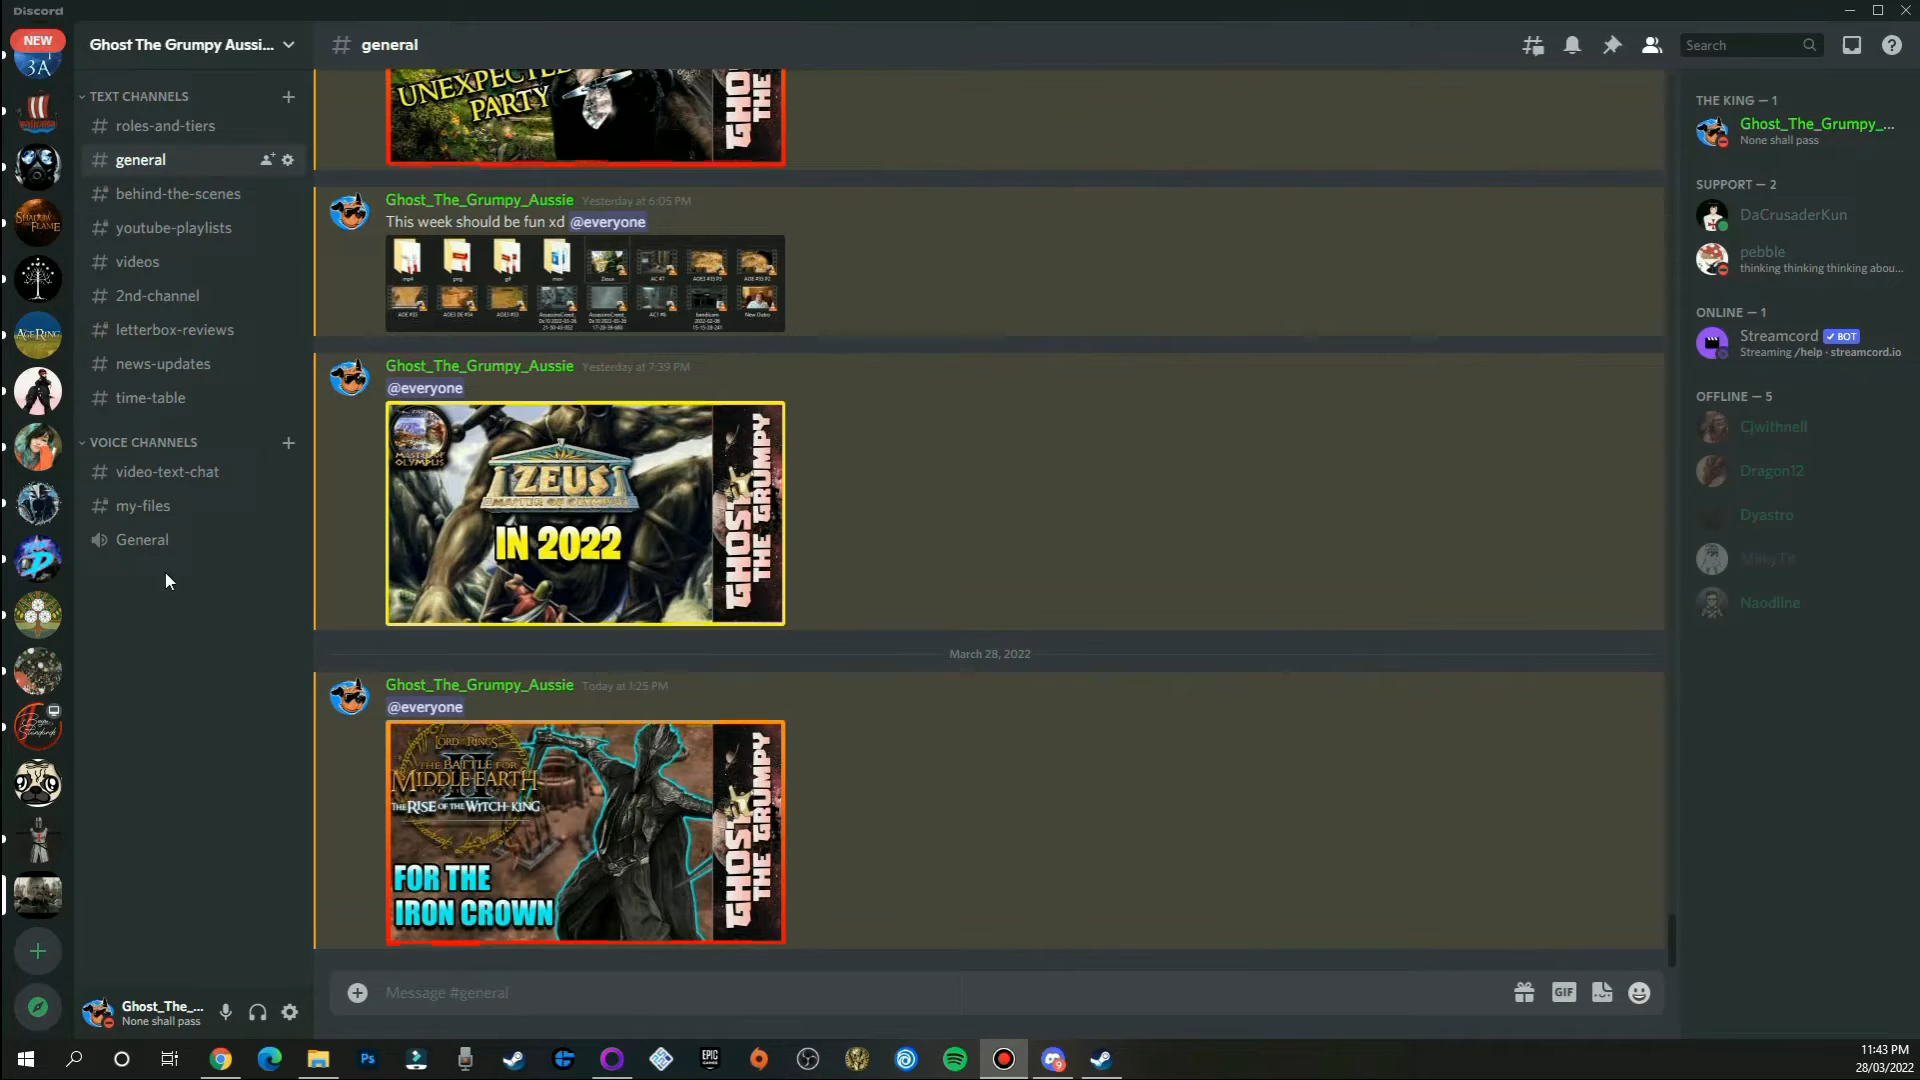 Discord
NEW
3A
Ghost The Grumpy Aussi...
TEXT CHANNELS
roles-and-tiers
general
behind-the-scenes
youtube-playlists
videos
2nd-channel
letterbox-reviews
news-updates
time-table
VOICE CHANNELS
video-text-chat
my-files
General
Ghost_The_...
None shall pass
# general
Search
UNEXPECTED
PARTY
GHOST
THE
Ghost_The_Grumpy_Aussie Yesterday at 6:05 PM
This week should be fun xd @everyone
Ghost_The_Grumpy_Aussie Yesterday at 7:39 PM
@everyone
ZEUS
IN 2022
GHOST
THE GRUMPY
March 28, 2022
Ghost_The_Grumpy_Aussie Today at 1:25 PM
@everyone
THE BATTLE FOR
MIDDLE-EARTH
II
THE RISE OF THE WITCH-KING
FOR THE
IRON CROWN
GHOST
THE GRUMPY
Message #general
GIF
THE KING — 1
Ghost_The_Grumpy_...
None shall pass
SUPPORT — 2
DaCrusaderKun
pebble
thinking thinking thinking abou...
ONLINE — 1
Streamcord BOT
Streaming /help · streamcord.io
OFFLINE — 5
Cjwithnell
Dragon12
Dyastro
Naodline
Ps
EPIC
11:43 PM
28/03/2022